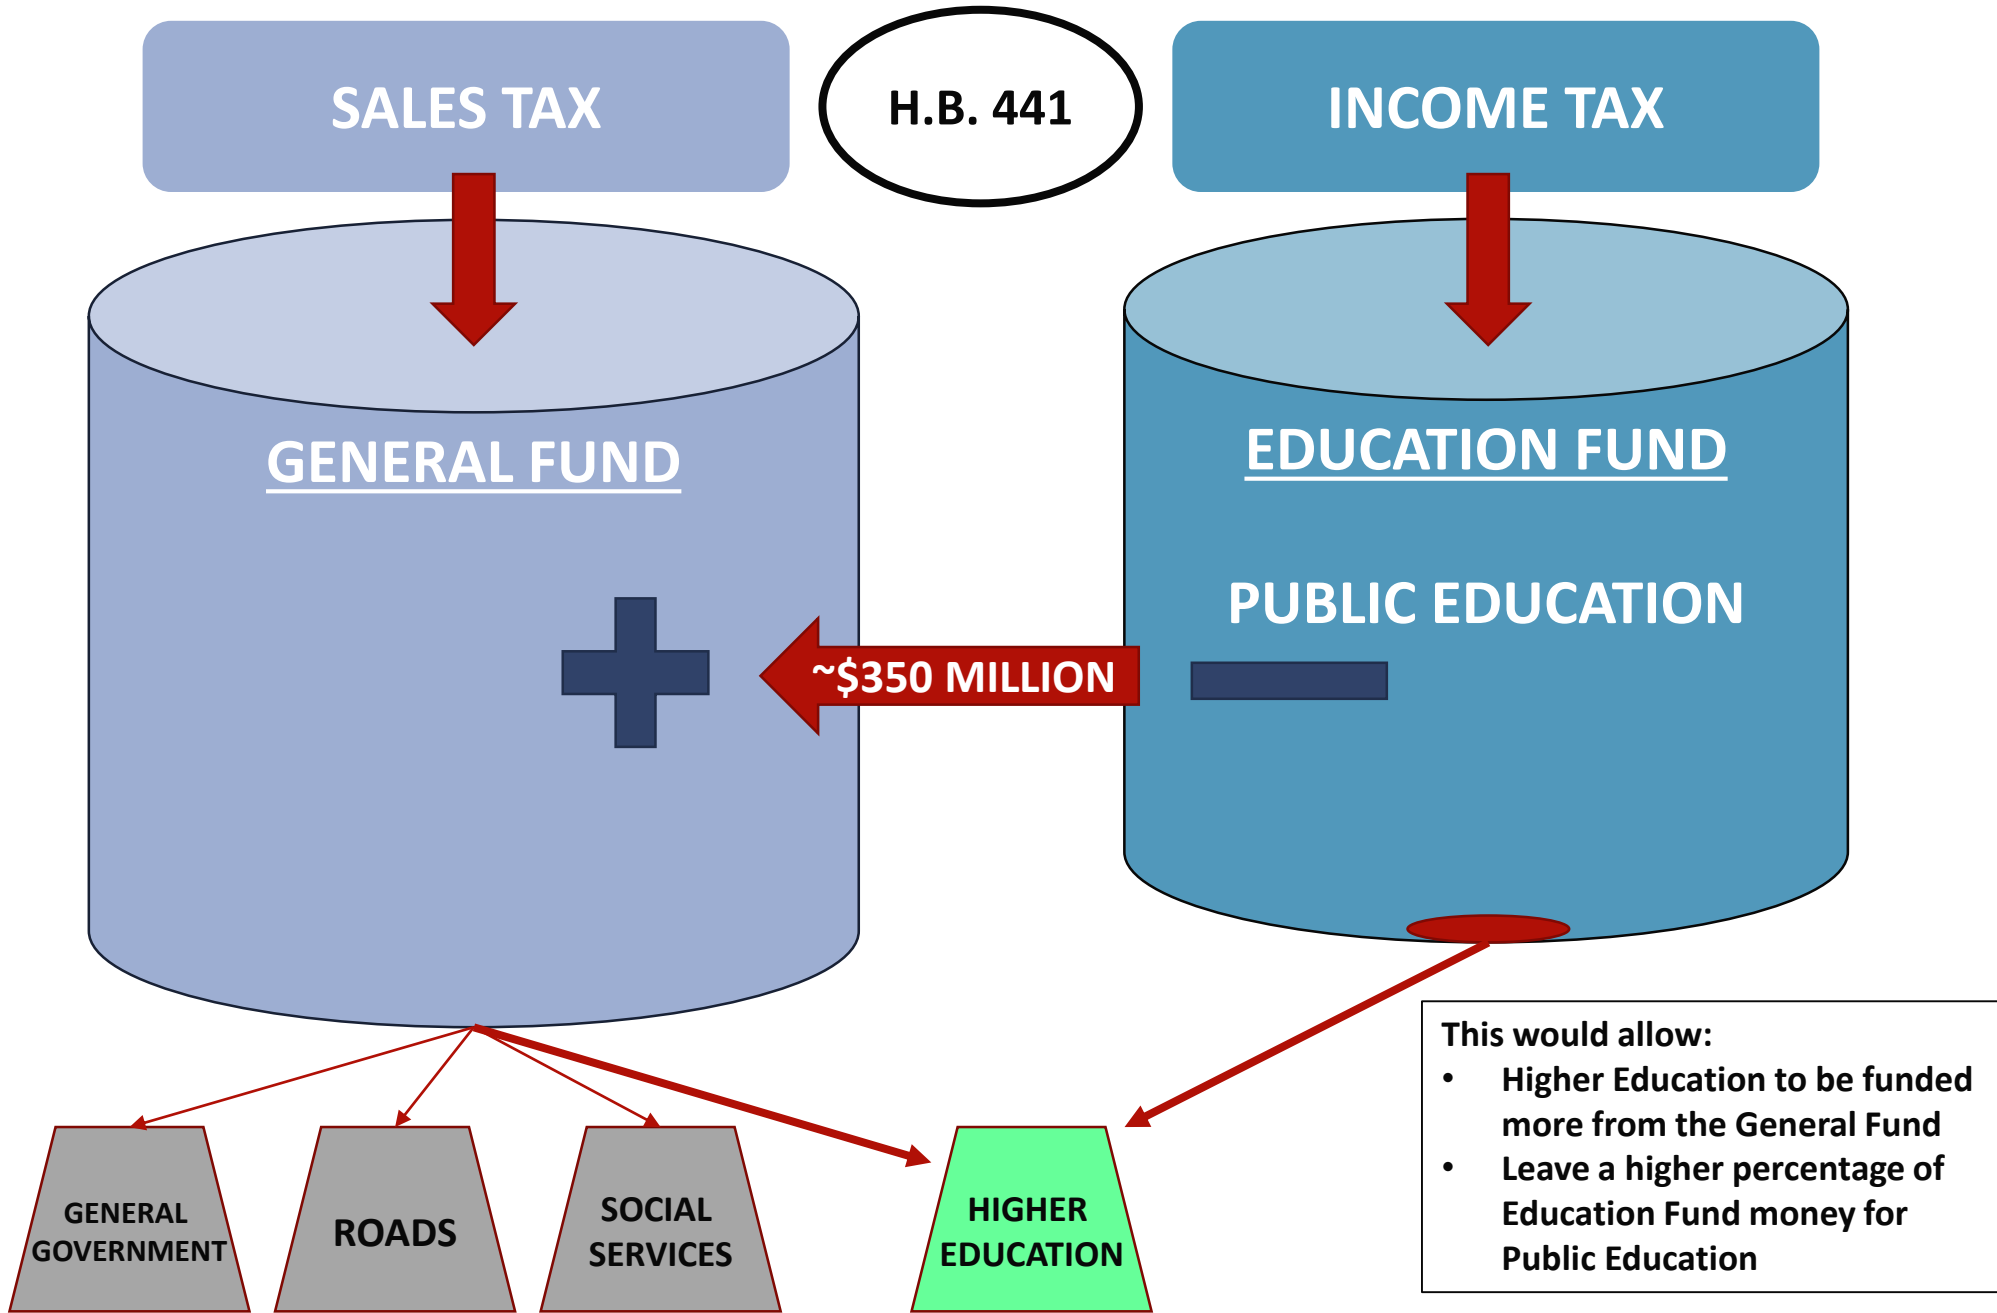 SALES TAX
H.B. 441
INCOME TAX
GENERAL FUND
EDUCATION FUND
PUBLIC EDUCATION
~$350 MILLION
GENERAL
GOVERNMENT
ROADS
SOCIAL
SERVICES
HIGHER
EDUCATION
This would allow:
• Higher Education to be funded
more from the General Fund
• Leave a higher percentage of
Education Fund money for
Public Education